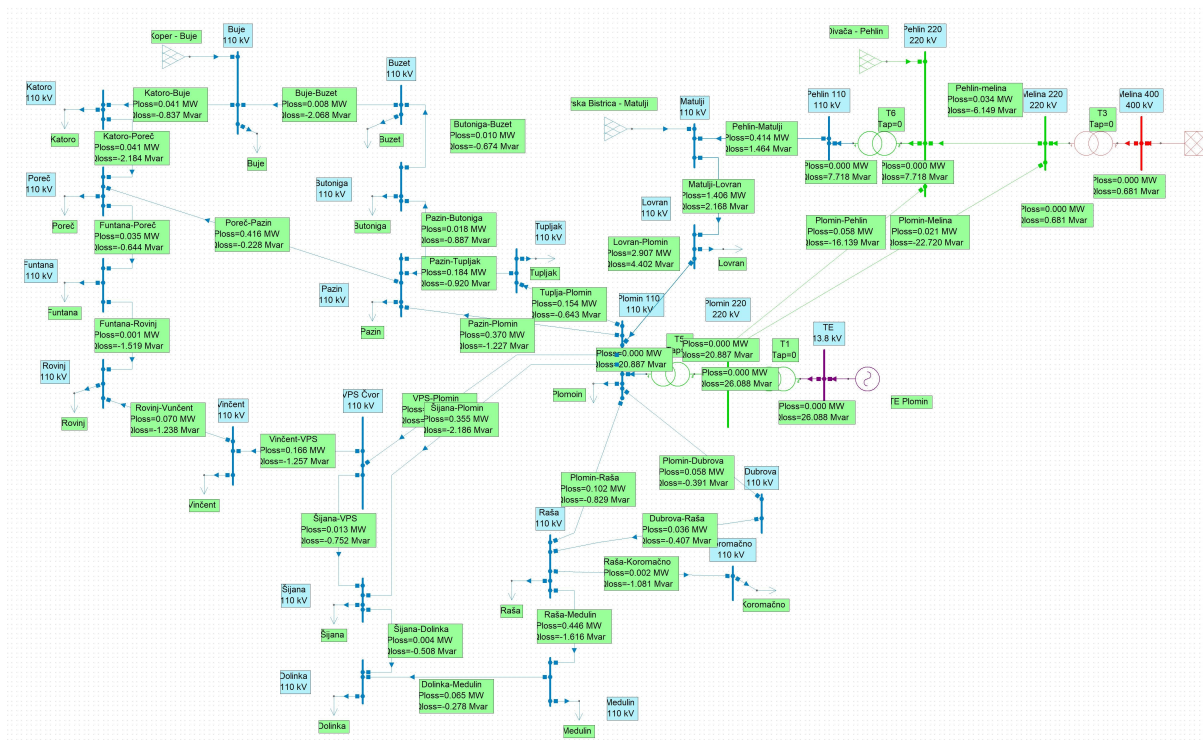 Koper - Buje
Buje
110 kV
Divača - Pehlin
Pehlin 220
220 kV
Katoro
110 kV
Katoro-Buje
Ploss=0.041 MW
Qloss=-0.837 Mvar
Buje-Buzet
Ploss=0.008 MW
Qloss=-2.068 Mvar
Buzet
110 kV
Matulji
110 kV
Pehlin 110
110 kV
T6
Tap=0
Pehlin-melina
Ploss=0.034 MW
Qloss=-6.149 Mvar
Melina 220
220 kV
T3
Tap=0
Melina 400
400 kV
rska Bistrica - Matulji
Katoro
Buje
Buzet
Butoniga-Buzet
Ploss=0.010 MW
Qloss=-0.674 Mvar
Pehlin-Matulji
Ploss=0.414 MW
Qloss=1.464 Mvar
Katoro-Poreč
Ploss=0.041 MW
Qloss=-2.184 Mvar
Ploss=0.000 MW
Qloss=7.718 Mvar
Ploss=0.000 MW
Qloss=7.718 Mvar
Ploss=0.000 MW
Qloss=0.681 Mvar
Ploss=0.000 MW
Qloss=0.681 Mvar
Poreč
110 kV
Butoniga
110 kV
Matulji-Lovran
Ploss=1.406 MW
Qloss=2.168 Mvar
Lovran
110 kV
Poreč
Funtana-Poreč
Ploss=0.035 MW
Qloss=-0.644 Mvar
Poreč-Pazin
Ploss=0.416 MW
Qloss=-0.228 Mvar
Butoniga
Pazin-Butoniga
Ploss=0.018 MW
Qloss=-0.887 Mvar
Tupljak
110 kV
Plomin-Pehlin
Ploss=0.058 MW
Qloss=-16.139 Mvar
Plomin-Melina
Ploss=0.021 MW
Qloss=-22.720 Mvar
Lovran-Plomin
Ploss=2.907 MW
Qloss=4.402 Mvar
Lovran
Funtana
110 kV
Pazin-Tupljak
Ploss=0.184 MW
Qloss=-0.920 Mvar
Tupljak
Pazin
110 kV
Tuplja-Plomin
Ploss=0.154 MW
Qloss=-0.643 Mvar
Plomin 110
110 kV
Plomin 220
220 kV
Funtana
Funtana-Rovinj
Ploss=0.001 MW
Qloss=-1.519 Mvar
Pazin
Pazin-Plomin
Ploss=0.370 MW
Qloss=-1.227 Mvar
TE
13.8 kV
T5
Ploss=0.000 MW
Qloss=20.887 Mvar
T1
Tap=0
Ploss=0.000 MW
Qloss=20.887 Mvar
Ploss=0.000 MW
Qloss=26.088 Mvar
Rovinj
110 kV
Plomoin
TE Plomin
Ploss=0.000 MW
Qloss=26.088 Mvar
VPS-Plomin
Šijana-Plomin
Ploss=0.355 MW
Qloss=-2.186 Mvar
VPS Čvor
110 kV
Rovinj
Rovinj-Vunčent
Ploss=0.070 MW
Qloss=-1.238 Mvar
Vinčent
110 kV
Vinčent-VPS
Ploss=0.166 MW
Qloss=-1.257 Mvar
Plomin-Dubrova
Ploss=0.058 MW
Qloss=-0.391 Mvar
Dubrova
110 kV
Plomin-Raša
Ploss=0.102 MW
Qloss=-0.829 Mvar
Vinčent
Šijana-VPS
Ploss=0.013 MW
Qloss=-0.752 Mvar
Raša
110 kV
Dubrova-Raša
Ploss=0.036 MW
Qloss=-0.407 Mvar
oromačno
110 kV
Raša-Koromačno
Ploss=0.002 MW
Qloss=-1.081 Mvar
Šijana
110 kV
Raša
Koromačno
Šijana
Šijana-Dolinka
Ploss=0.004 MW
Qloss=-0.508 Mvar
Raša-Medulin
Ploss=0.446 MW
Qloss=-1.616 Mvar
Dolinka
110 kV
Dolinka-Medulin
Ploss=0.065 MW
Qloss=-0.278 Mvar
Medulin
110 kV
Dolinka
Medulin